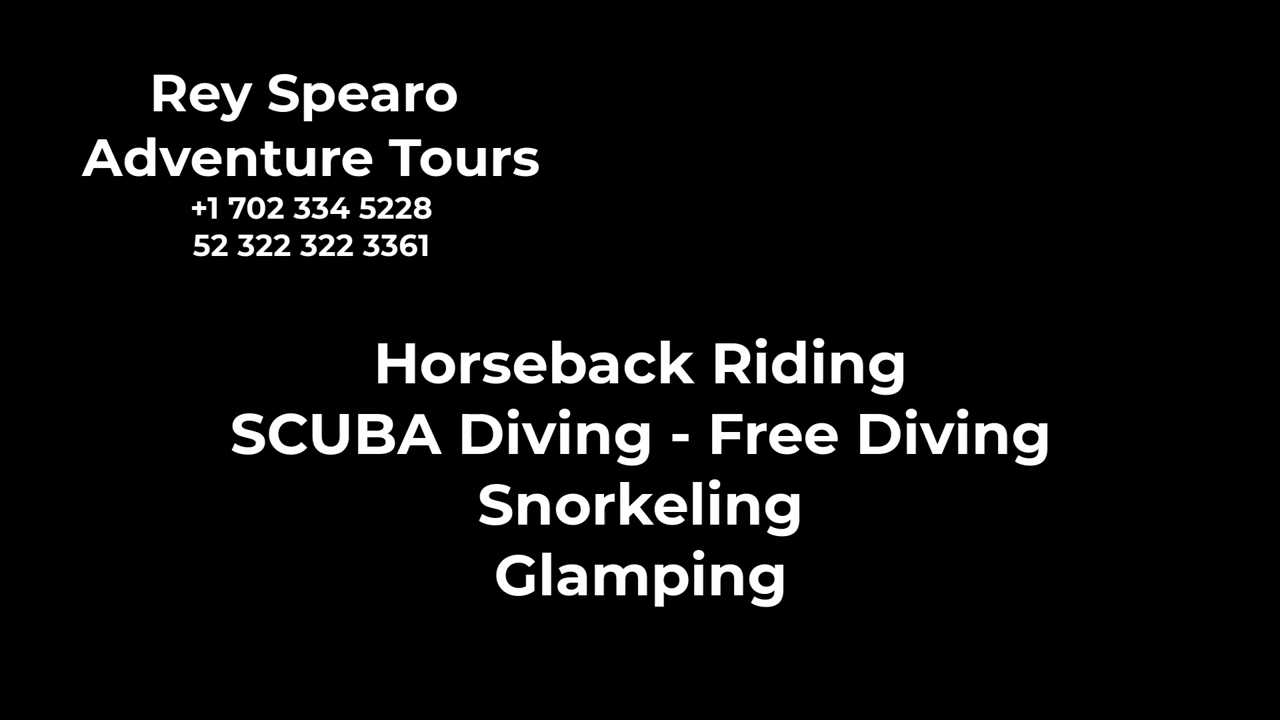 Rey Spearo
Adventure Tours
+1 702 334 5228
52 322 322 3361
Horseback Riding
SCUBA Diving - Free Diving
Snorkeling
Glamping